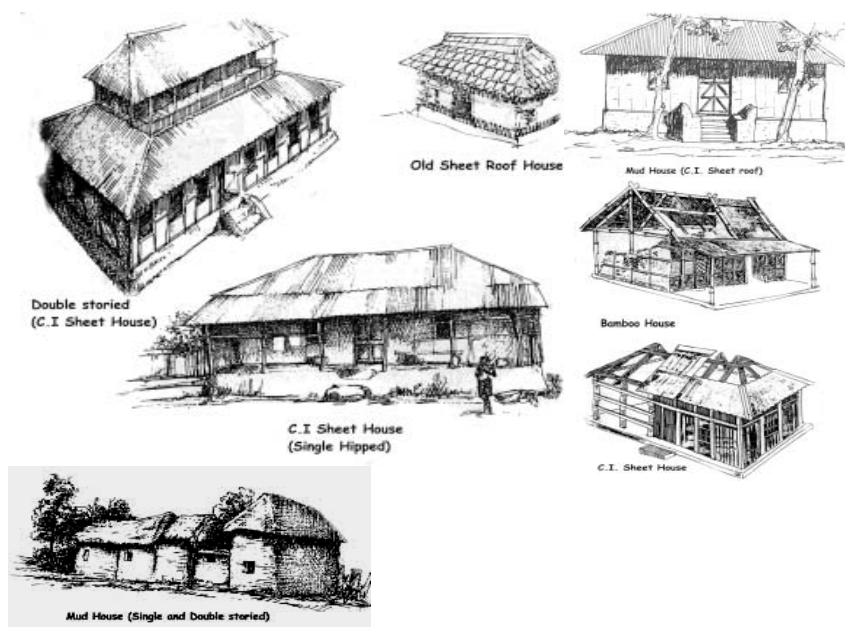 Old Sheet Roof House
Mud House (C.I. Sheet roof)
Double storied
(C.I Sheet House)
Bamboo House
C.I Sheet House
(Single Hipped)
C.I. Sheet House
Mud House (Single and Double storied)